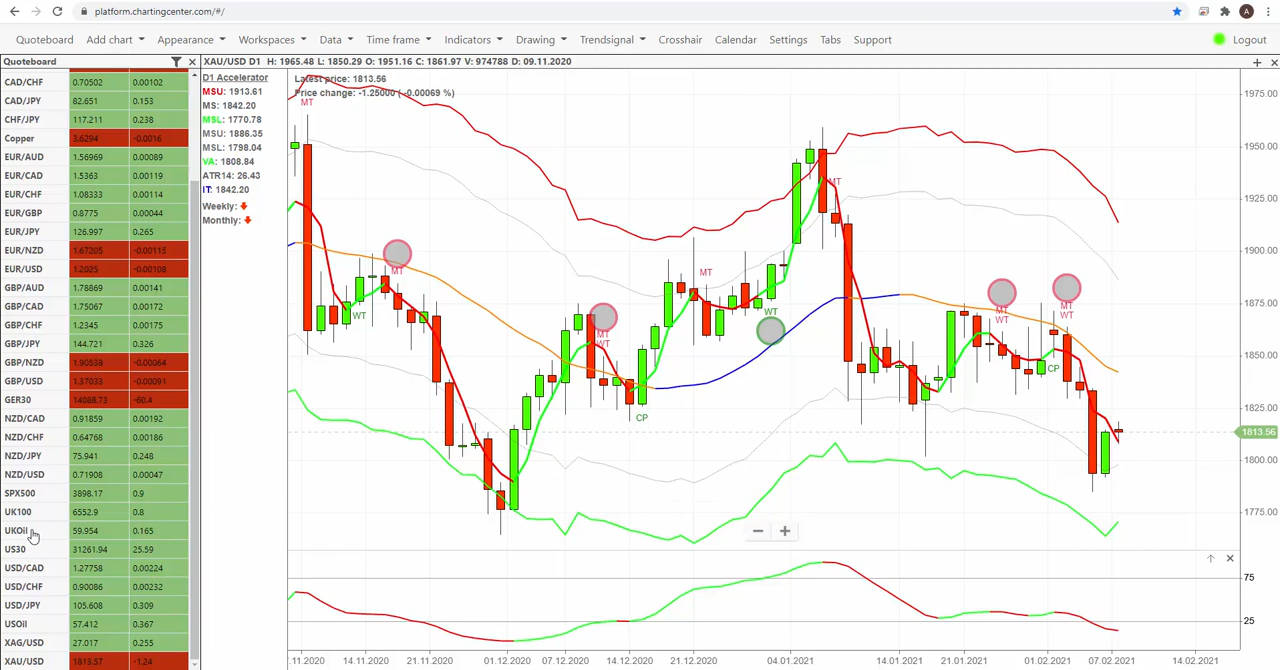 platform.chartingcenter.com/#/
A
Quoteboard Add chart Appearance Workspaces Data Time frame Indicators Drawing Trendsignal Crosshair Calendar Settings Tabs Support Logout
Quoteboard
XAU/USD D1 H: 1965.48 L: 1850.29 O: 1951.16 C: 1861.97 V: 974788 D: 09.11.2020
CAD/CHF 0.70502 0.00102
CAD/JPY 82.651 0.153
CHF/JPY 117.211 0.238
Copper 3.6294 -0.0016
EUR/AUD 1.56969 0.00089
EUR/CAD 1.5363 0.00119
EUR/CHF 1.08333 0.00114
EUR/GBP 0.8775 0.00044
EUR/JPY 126.997 0.265
EUR/NZD 1.67205 -0.00115
EUR/USD 1.2025 -0.00108
GBP/AUD 1.78869 0.00141
GBP/CAD 1.75067 0.00172
GBP/CHF 1.2345 0.00175
GBP/JPY 144.721 0.326
GBP/NZD 1.90538 -0.00064
GBP/USD 1.37033 -0.00091
GER30 14088.73 -60.4
NZD/CAD 0.91859 0.00192
NZD/CHF 0.64768 0.00186
NZD/JPY 75.941 0.248
NZD/USD 0.71908 0.00047
SPX500 3898.17 0.9
UK100 6552.9 0.8
UKOil 59.954 0.165
US30 31261.94 25.59
USD/CAD 1.27758 0.00224
USD/CHF 0.90086 0.00232
USD/JPY 105.608 0.309
USOil 57.412 0.367
XAG/USD 27.017 0.255
XAU/USD 1813.57 -1.24
D1 Accelerator
MSU: 1913.61
MS: 1842.20
MSL: 1770.78
MSU: 1886.35
MSL: 1798.04
VA: 1808.84
ATR14: 26.43
IT: 1842.20
Weekly:
Monthly:
Latest price: 1813.56
Price change: -1.25000 ( -0.00069 %)
MT
WT
MT
MT
WT
CP
MT
WT
MT
MT
WT
CP
MT
WT
1975.00
1950.00
1925.00
1900.00
1875.00
1850.00
1825.00
1813.56
1800.00
1775.00
75
25
.11.2020 14.11.2020 21.11.2020 01.12.2020 07.12.2020 14.12.2020 21.12.2020 04.01.2021 14.01.2021 21.01.2021 01.02.2021 07.02.2021 14.02.2021